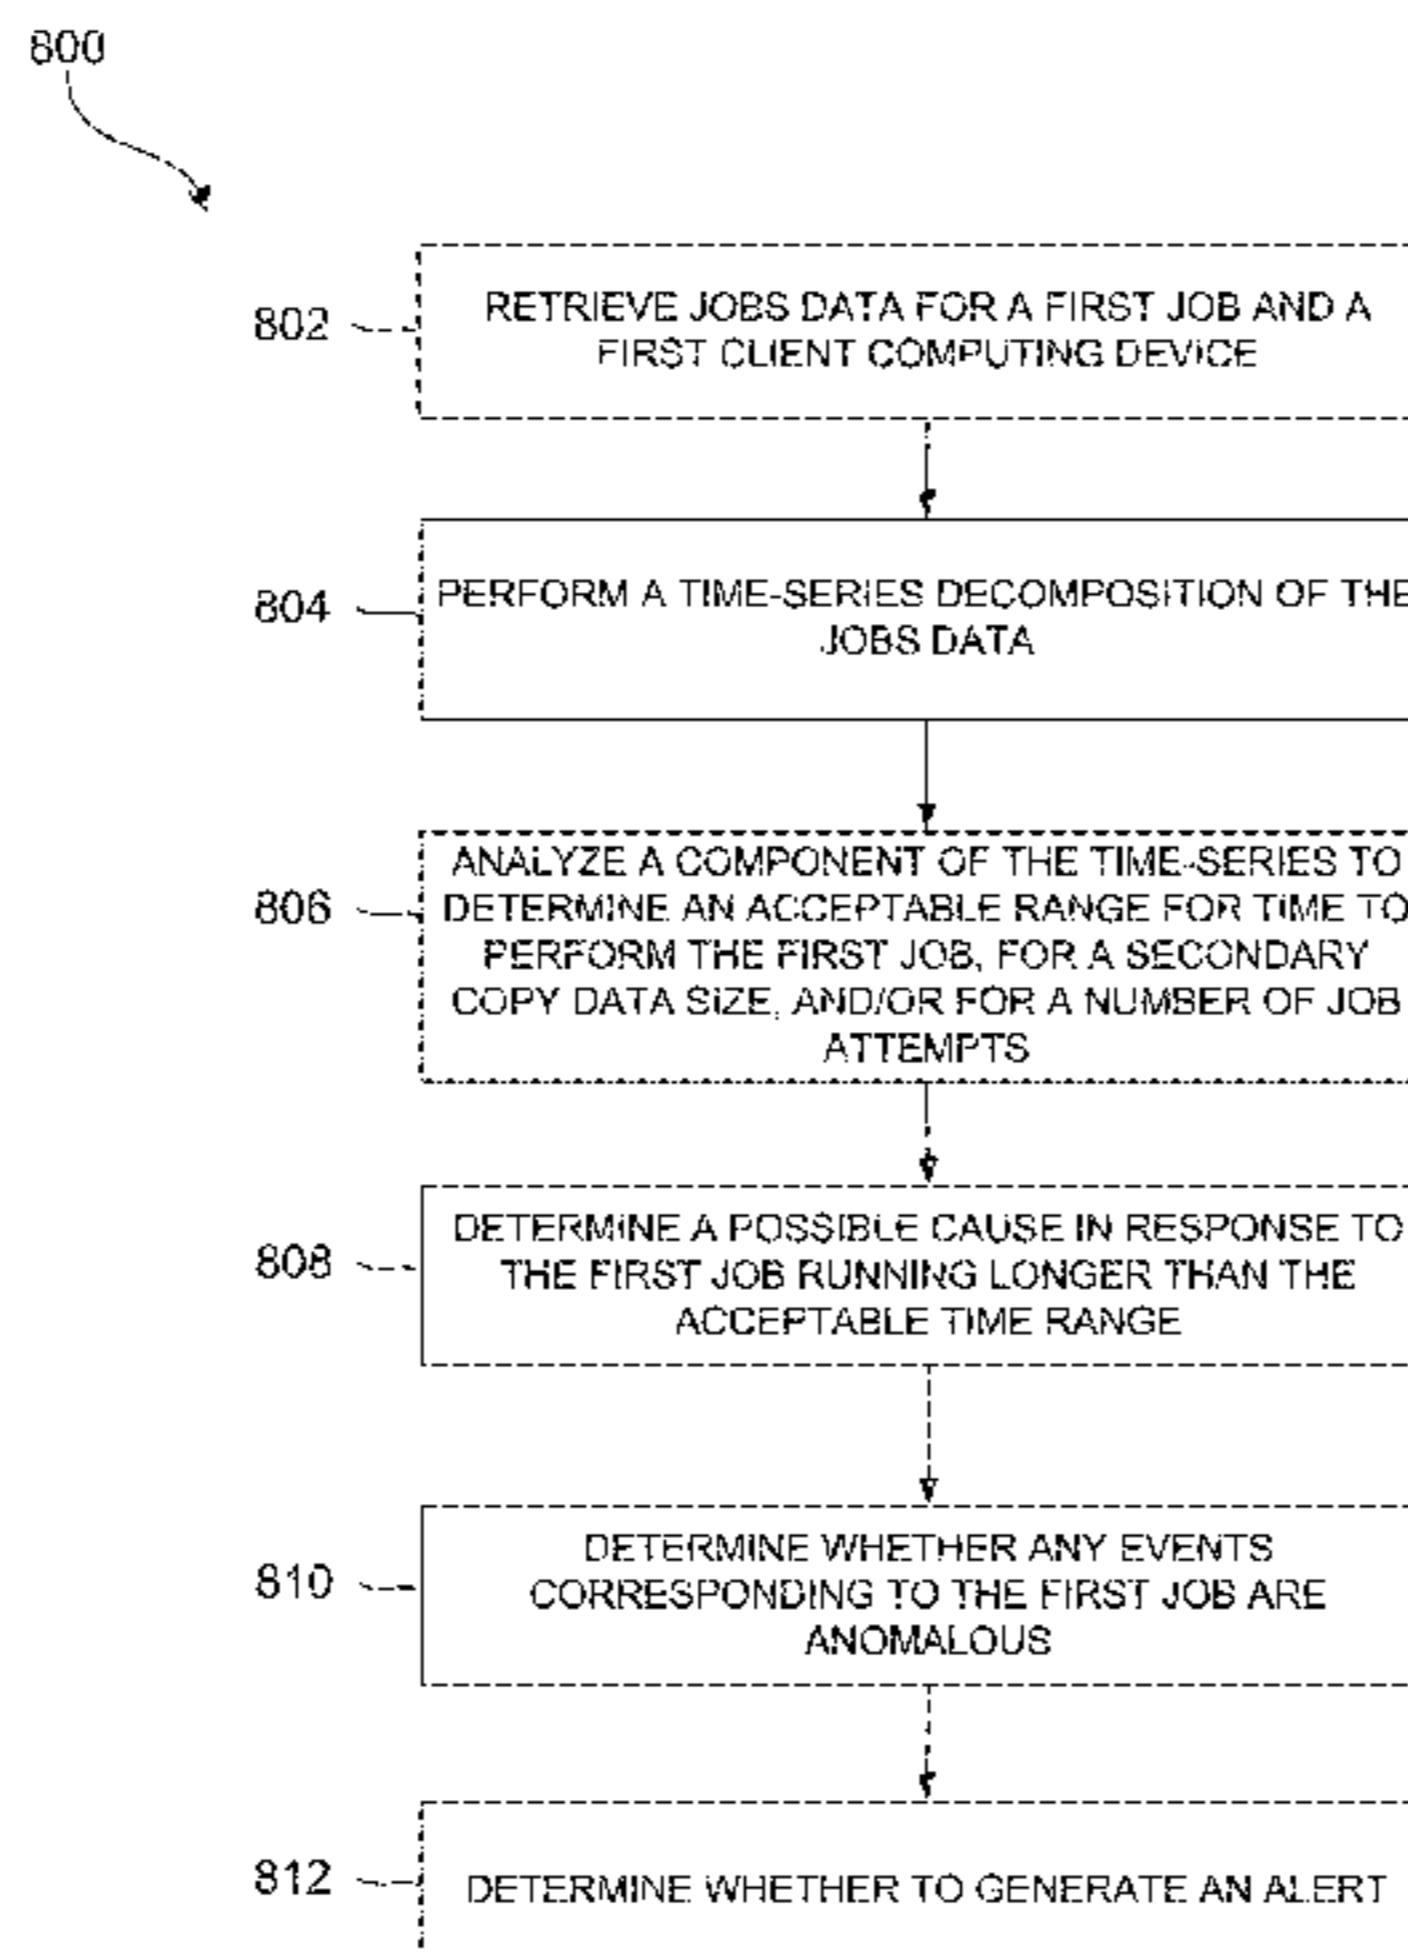 800
802
RETRIEVE JOBS DATA FOR A FIRST JOB AND A
FIRST CLIENT COMPUTING DEVICE
804
PERFORM A TIME-SERIES DECOMPOSITION OF THE
JOBS DATA
806
ANALYZE A COMPONENT OF THE TIME-SERIES TO
DETERMINE AN ACCEPTABLE RANGE FOR TIME TO
PERFORM THE FIRST JOB, FOR A SECONDARY
COPY DATA SIZE, AND/OR FOR A NUMBER OF JOB
ATTEMPTS
808
DETERMINE A POSSIBLE CAUSE IN RESPONSE TO
THE FIRST JOB RUNNING LONGER THAN THE
ACCEPTABLE TIME RANGE
810
DETERMINE WHETHER ANY EVENTS
CORRESPONDING TO THE FIRST JOB ARE
ANOMALOUS
812
DETERMINE WHETHER TO GENERATE AN ALERT